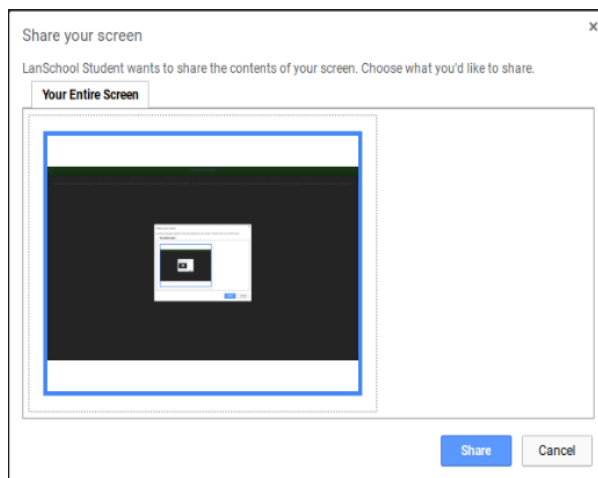 Share your screen
×
LanSchool Student wants to share the contents of your screen. Choose what you'd like to share.
Your Entire Screen
Share
Cancel